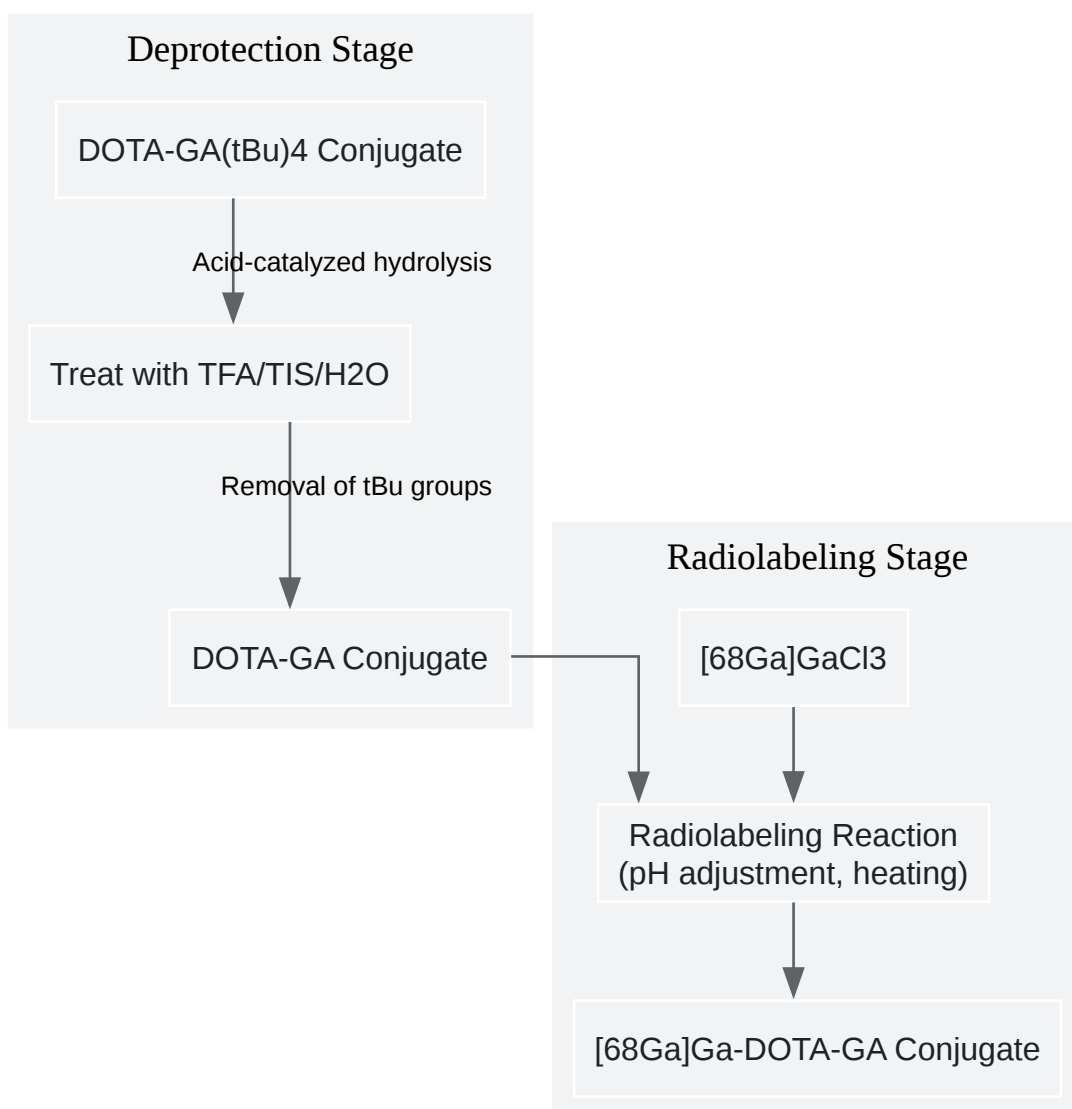 Deprotection Stage
DOTA-GA(tBu)4 Conjugate
Acid-catalyzed hydrolysis
Treat with TFA/TIS/H2O
Removal of tBu groups
DOTA-GA Conjugate
Radiolabeling Stage
[68Ga]GaCl3
Radiolabeling Reaction
(pH adjustment, heating)
[68Ga]Ga-DOTA-GA Conjugate